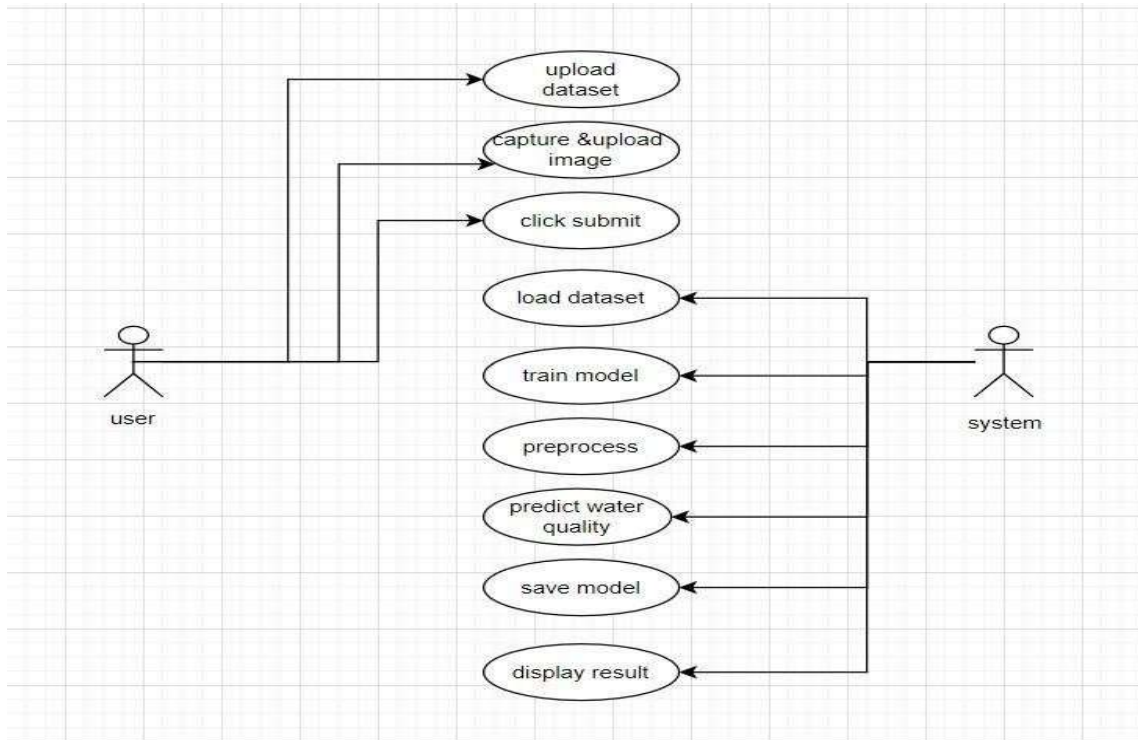 upload
dataset
capture &upload
image
click submit
load dataset
train model
user
system
preprocess
predict water
quality
save model
display result